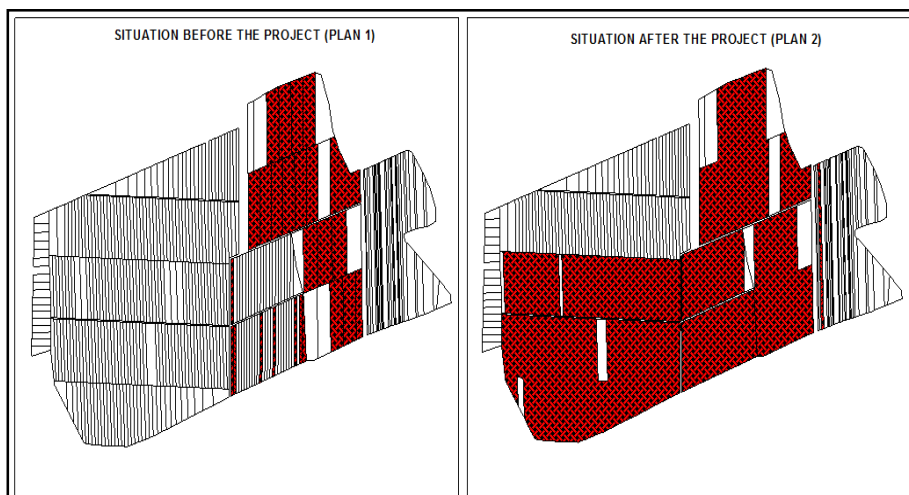 SITUATION BEFORE THE PROJECT (PLAN 1)
SITUATION AFTER THE PROJECT (PLAN 2)